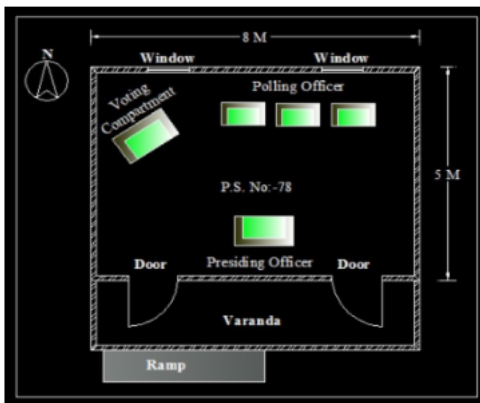 8 M
N
Window
Window
Voting
Compartment
Polling Officer
5 M
P.S. No:-78
Door
Presiding Officer
Door
Varanda
Ramp